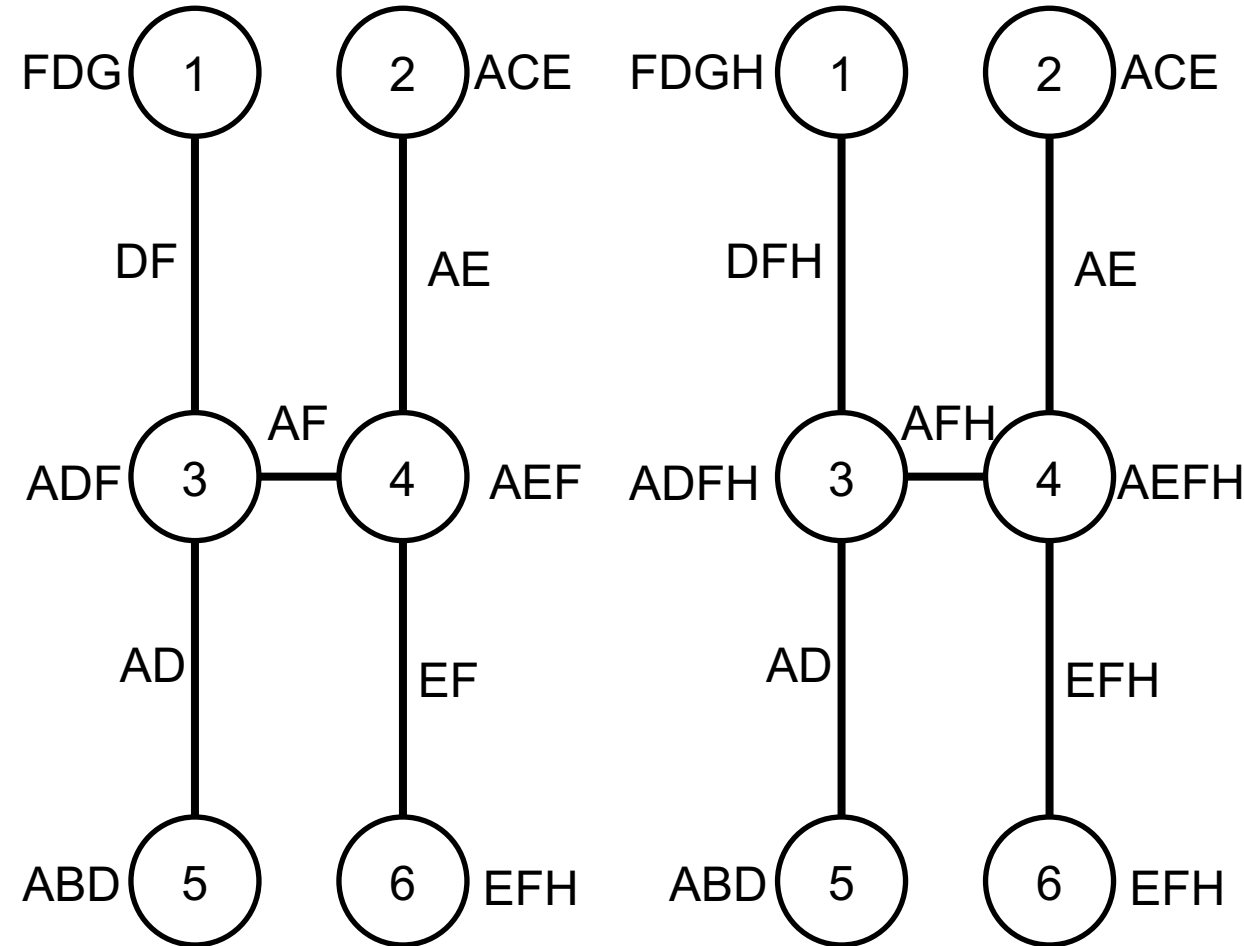 FDG 1 2 ACE FDGH 1 2 ACE
DF AE DFH AE
AF AFH
ADF 3 4 AEF ADFH 3 4 AEFH
AD EF AD EFH
ABD 5 6 EFH ABD 5 6 EFH